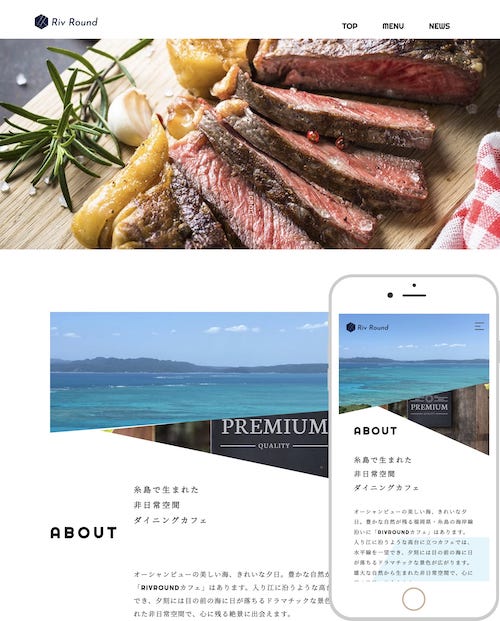 Riv Round
TOP MENU NEWS
PREMIUM
QUALITY
糸島で生まれた
非日常空間
ダイニングカフェ
ABOUT
オーシャンビューの美しい海、きれいな夕日。豊かな自然が
「RIVROUNDカフェ」はあります。入り江に沿うような高台
でき、夕刻には目の前の海に日が落ちるドラマチックな景色
非日常空間で、心に残る絶景に出会えます。
Riv Round
PREMIUM
ABOUT
糸島で生まれた
非日常空間
ダイニングカフェ
オーシャンビューの美しい海、きれいな夕
日。豊かな自然が残る福岡県・糸島の海岸線
沿いに「RIVROUNDカフェ」はあります。
入り江に沿うような高台に立つカフェでは、
水平線を一望でき、夕刻には目の前の海に日
が落ちるドラマチックな景色が広がります。
雄大な自然から生まれた非日常空間で、心に